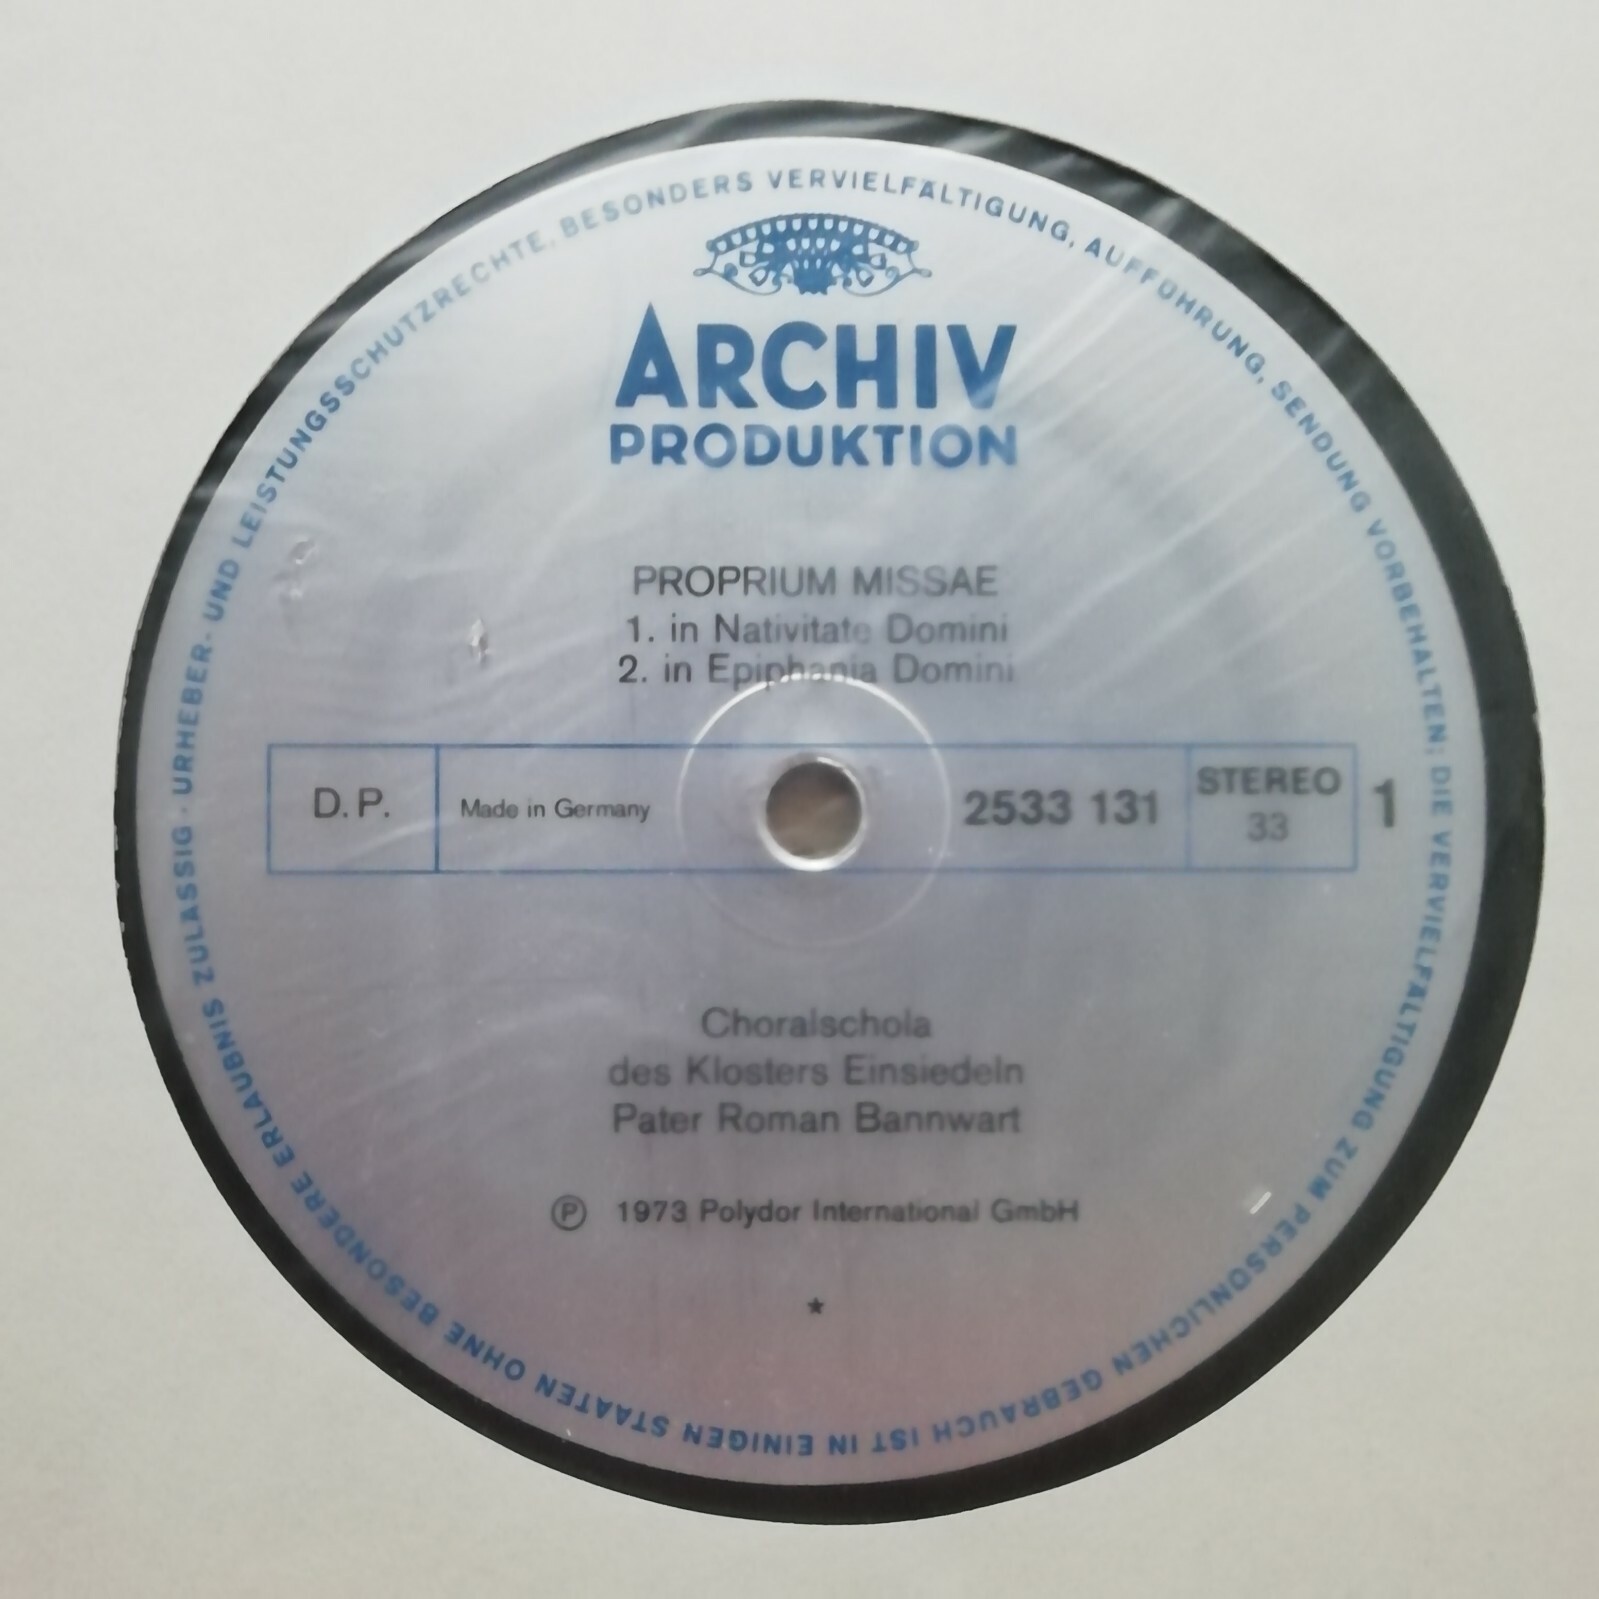 URHEBER- UND LEISTUNGSSCHUTZRECHTE, BESONDERS VERVIELFÄLTIGUNG, AUFFÜHRUNG, SENDUNG VORBEHALTEN; DIE VERVIELFÄLTIGUNG ZUM PERSÖNLICHEN GEBRAUCH IST IN EINIGEN STAATEN OHNE BESONDERE ERLAUBNIS ZULÄSSIG ·
ARCHIV
PRODUKTION
PROPRIUM MISSAE
1. in Nativitate Domini
2. in Epiphania Domini
D.P.
Made in Germany
2533 131
STEREO
33
1
Choralschola
des Klosters Einsiedeln
Pater Roman Bannwart
Ⓟ 1973 Polydor International GmbH
*